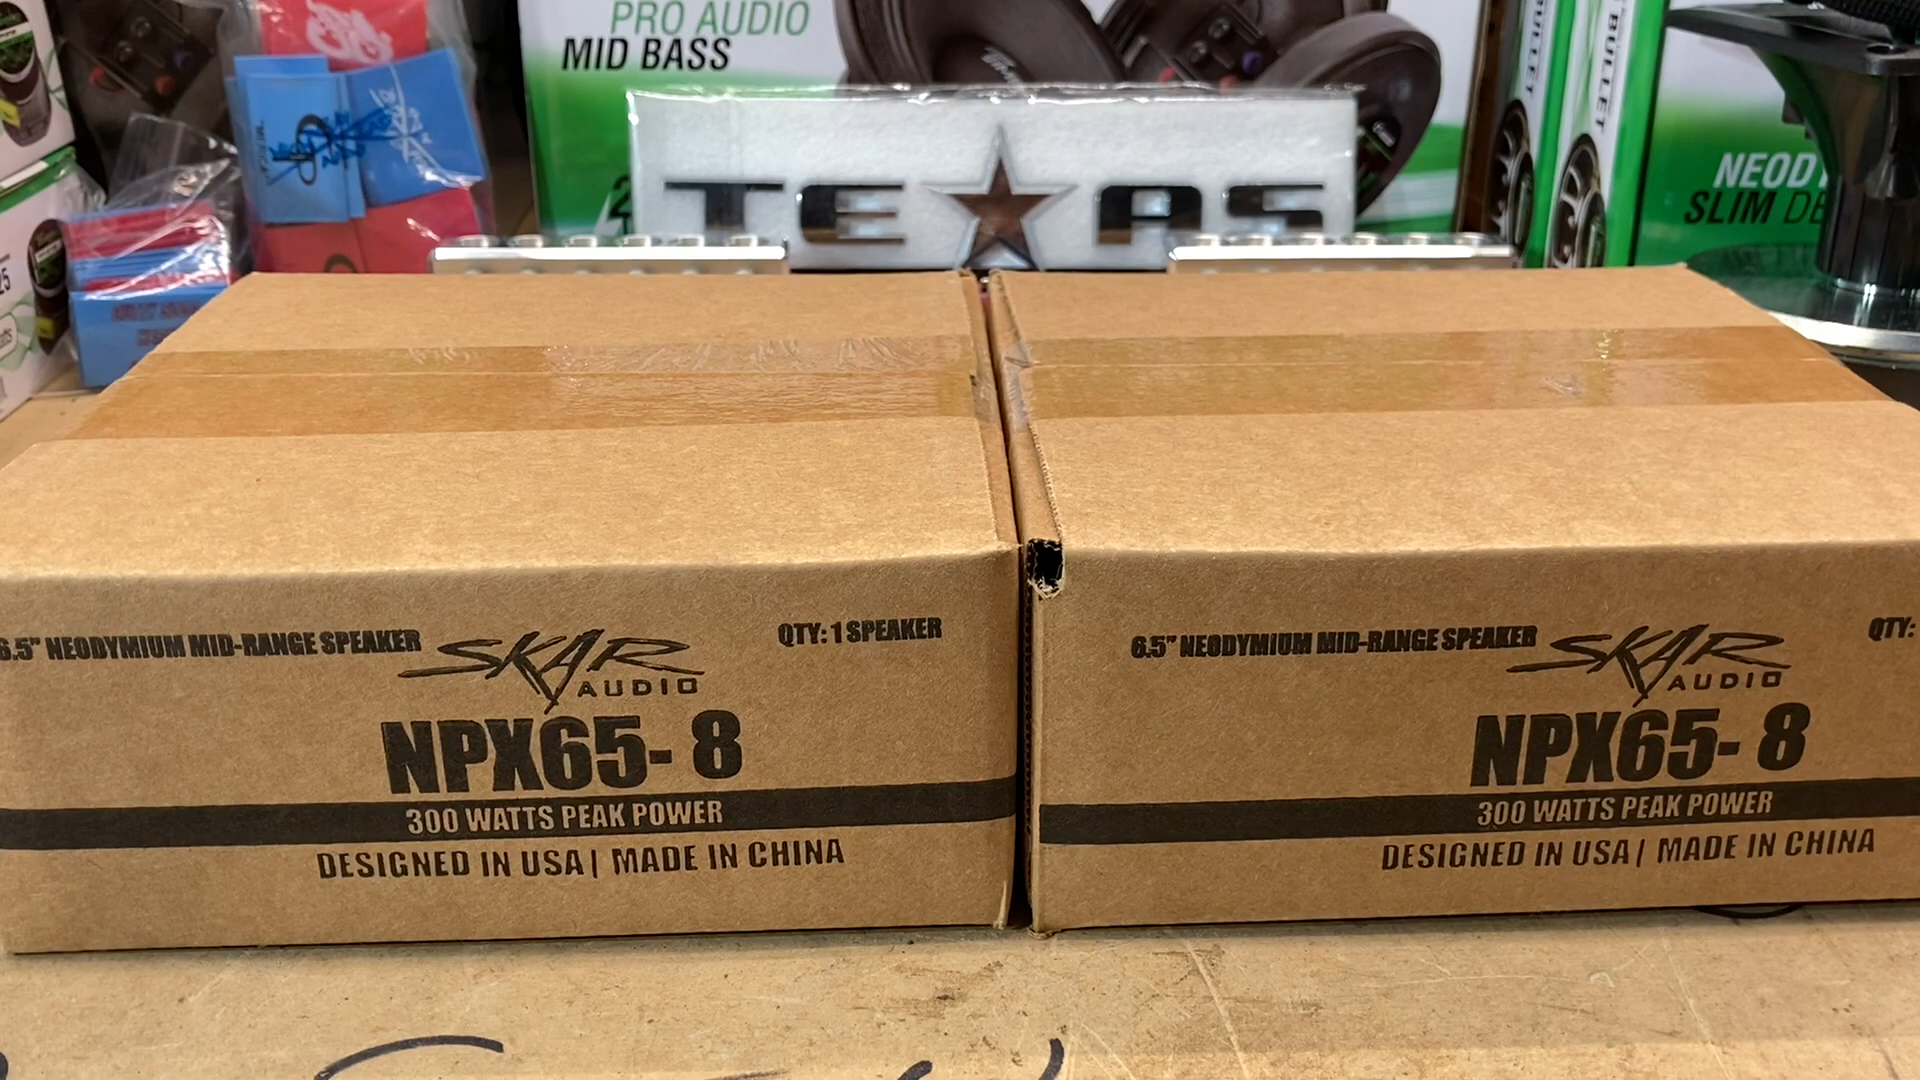 PRO AUDIO
MID BASS
TEXAS
BULLET
BULLET
SLIM DE
6.5" NEODYMIUM MID-RANGE SPEAKER
SKAR
AUDIO
QTY: 1 SPEAKER
NPX65- 8
300 WATTS PEAK POWER
DESIGNED IN USA | MADE IN CHINA
6.5" NEODYMIUM MID-RANGE SPEAKER
SKAR
AUDIO
QTY:
NPX65- 8
300 WATTS PEAK POWER
DESIGNED IN USA | MADE IN CHINA